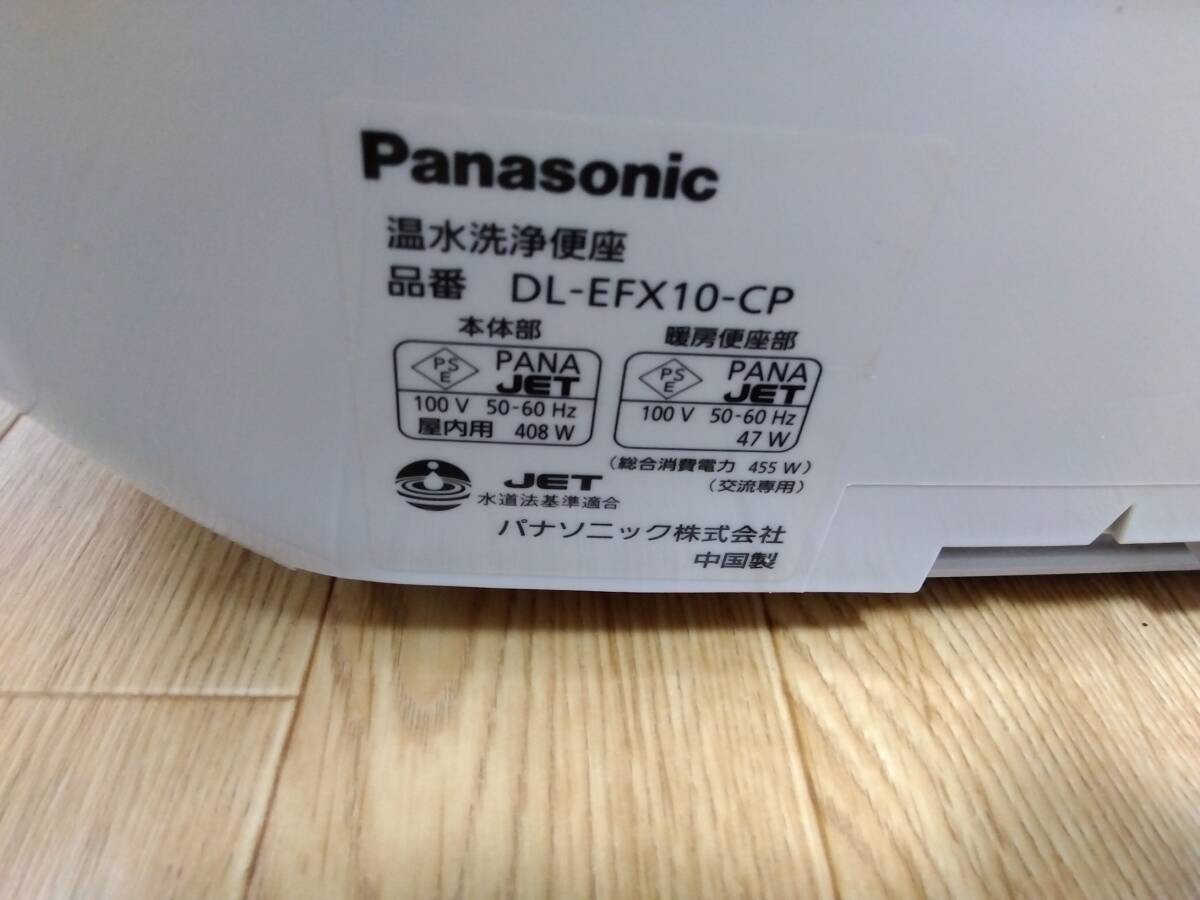 Panasonic
温水洗浄便座
品番 DL-EFX10-CP
本体部
PSE PANA
JET
100 V 50-60 Hz
屋内用 408 W
暖房便座部
PSE PANA
JET
100 V 50-60 Hz
47 W
(総合消費電力 455 W)
(交流専用)
JET
水道法基準適合
パナソニック株式会社
中国製